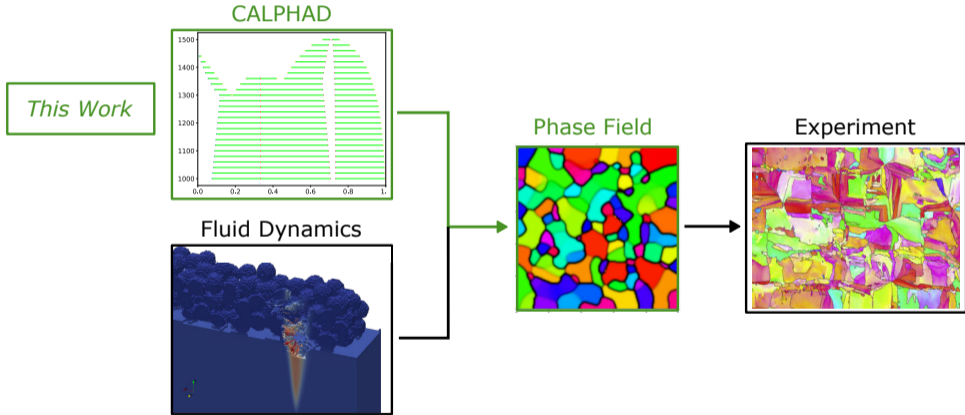 CALPHAD
This Work
1500
1400
1300
1200
1100
1000
0.0 0.2 0.4 0.6 0.8 1.
Fluid Dynamics
Phase Field
Experiment